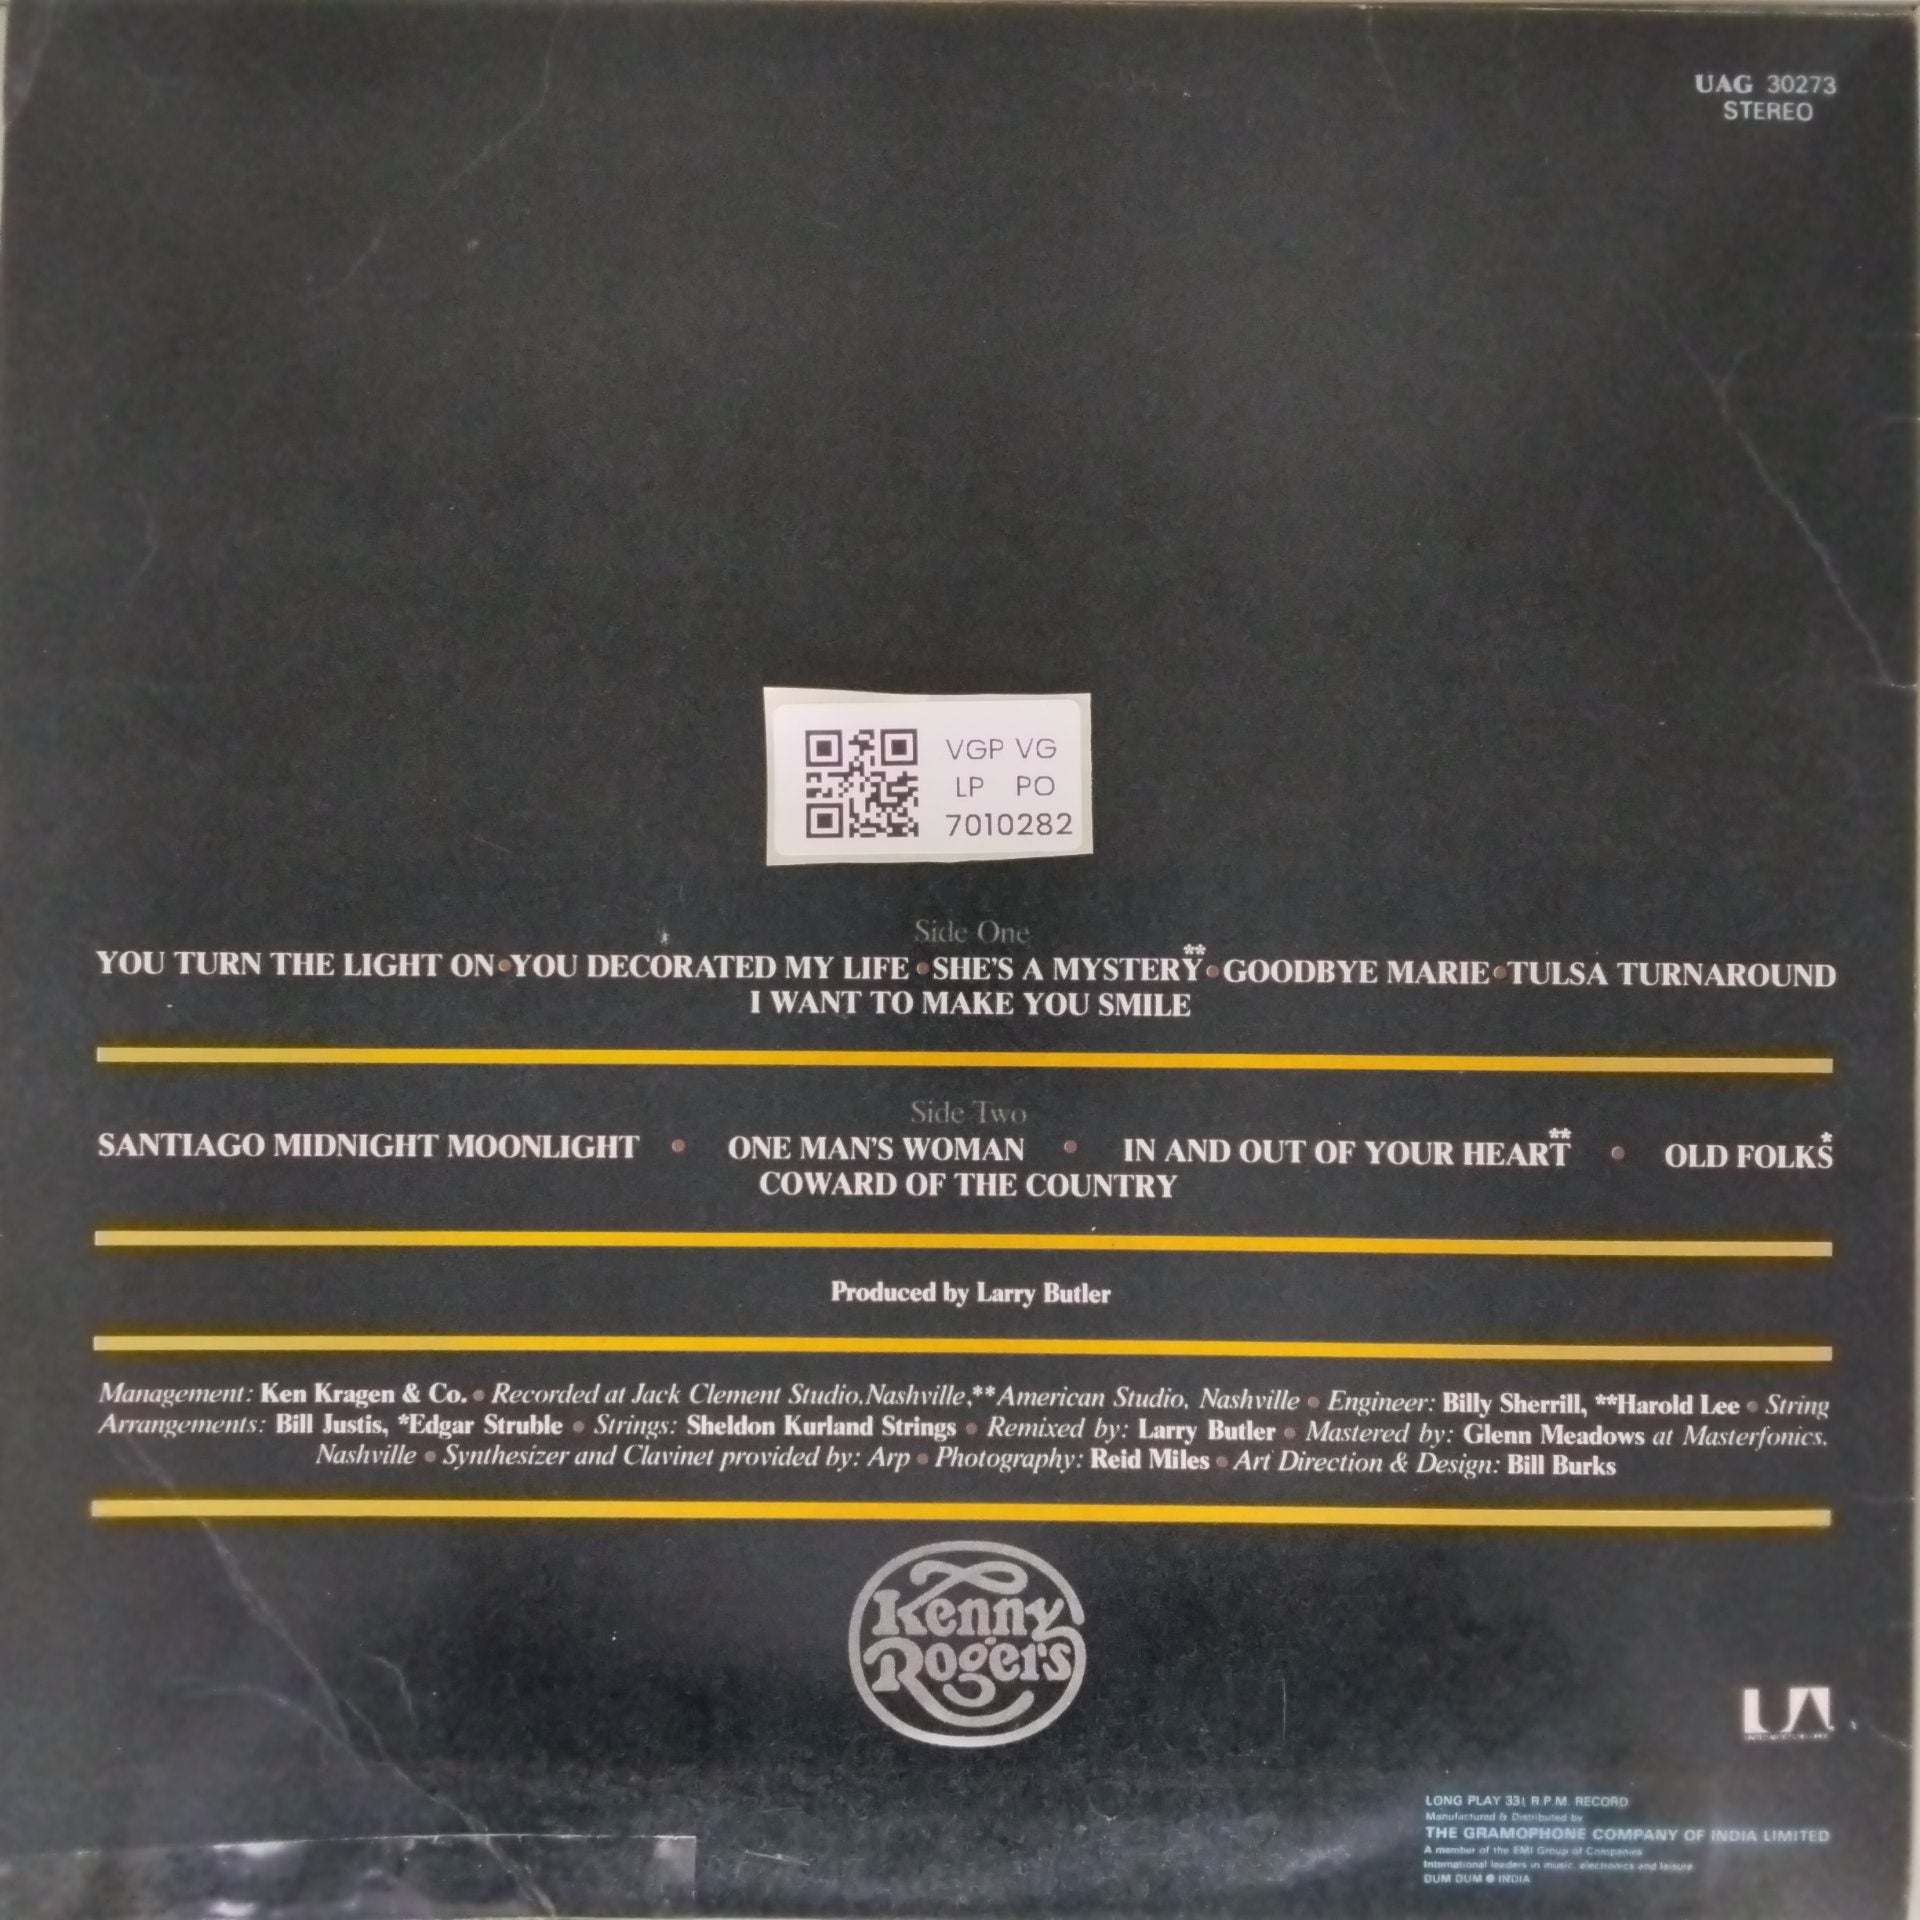 UAG 30273
STEREO
VGP VG
LP PO
7010282
Side One
YOU TURN THE LIGHT ON•YOU DECORATED MY LIFE•SHE'S A MYSTERY**•GOODBYE MARIE•TULSA TURNAROUND
I WANT TO MAKE YOU SMILE
Side Two
SANTIAGO MIDNIGHT MOONLIGHT • ONE MAN'S WOMAN • IN AND OUT OF YOUR HEART** • OLD FOLKS*
COWARD OF THE COUNTRY
Produced by Larry Butler
Management: Ken Kragen & Co. • Recorded at Jack Clement Studio, Nashville, **American Studio, Nashville • Engineer: Billy Sherrill, **Harold Lee • String
Arrangements: Bill Justis, *Edgar Struble • Strings: Sheldon Kurland Strings • Remixed by: Larry Butler • Mastered by: Glenn Meadows at Masterfonics,
Nashville • Synthesizer and Clavinet provided by: Arp • Photography: Reid Miles • Art Direction & Design: Bill Burks
Kenny
Rogers
UA
LONG PLAY 33⅓ R.P.M. RECORD
Manufactured & Distributed by
THE GRAMOPHONE COMPANY OF INDIA LIMITED
A member of the EMI Group of Companies
International leaders in music, electronics and leisure
DUM DUM ● INDIA